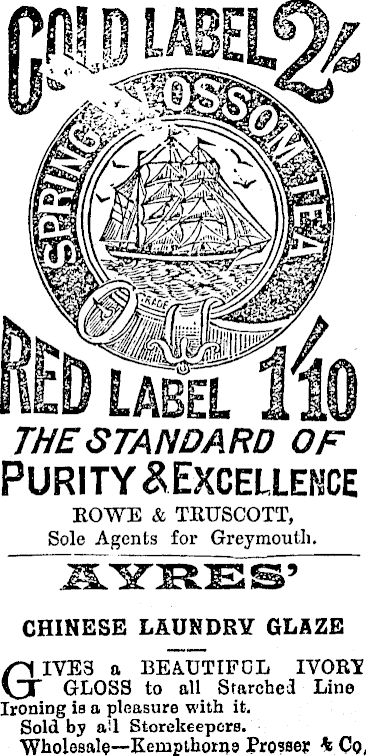 GOLD LABEL 2/-
SPRING BLOSSOM TEA
RED LABEL 1/10
THE STANDARD OF
PURITY & EXCELLENCE
ROWE & TRUSCOTT,
Sole Agents for Greymouth.
AYRES'
CHINESE LAUNDRY GLAZE
GIVES a BEAUTIFUL IVORY
GLOSS to all Starched Line
Ironing is a pleasure with it.
Sold by all Storekeepers.
Wholesale—Kempthorne Prosser & Co,